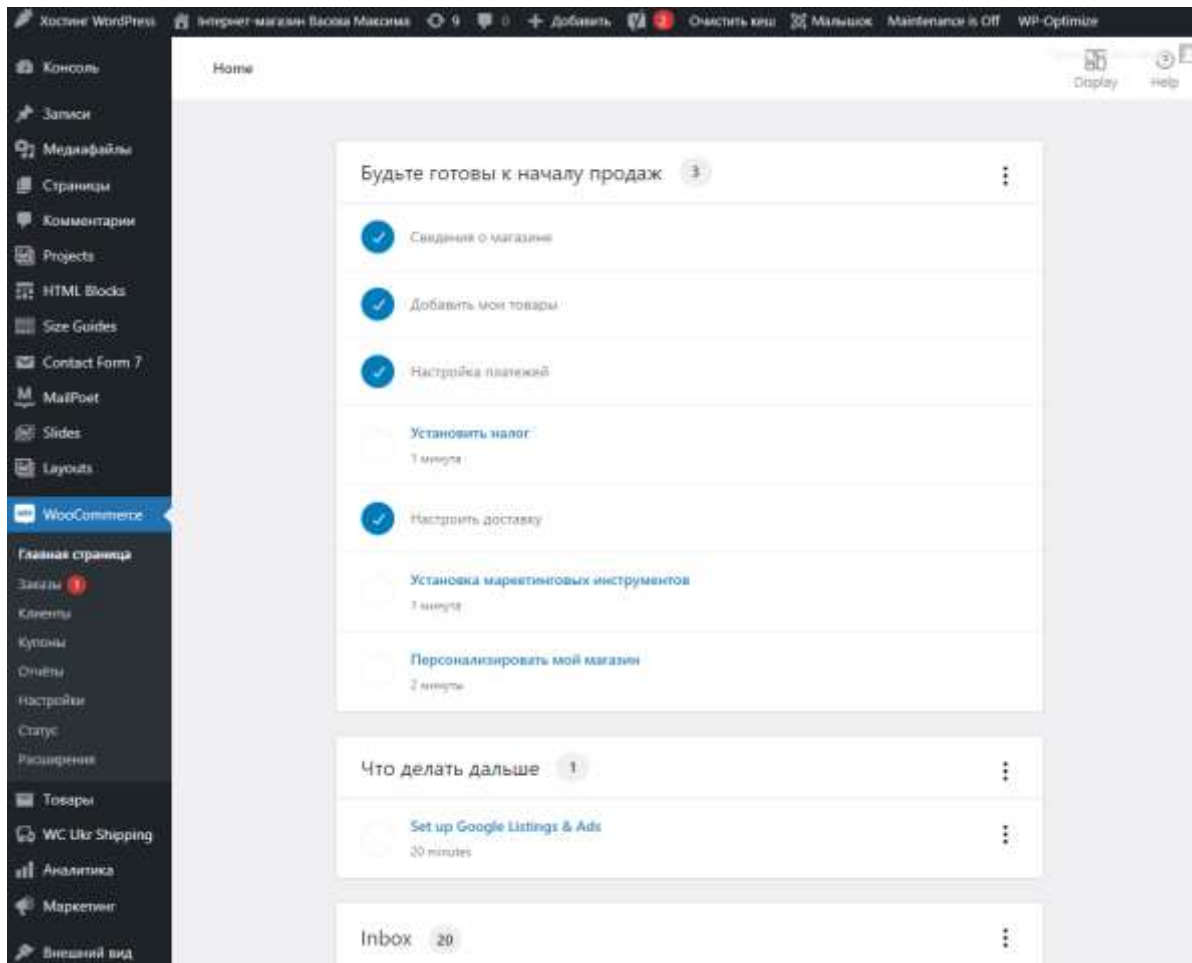 Хостинг WordPress Інтернет-магазин Васюва Максима 9 0 Добавить 2 Очистить кеш Мальишок Maintenance is Off WP-Optimize
Консоль
Записи
Медиафайлы
Страницы
Комментарии
Projects
HTML Blocks
Size Guides
Contact Form 7
MailPoet
Slides
Layouts
WooCommerce
Главная страница
Заказы 1
Клиенты
Купоны
Отчёты
Настройки
Статус
Расширения
Товары
WC Ukr Shipping
Аналитика
Маркетинг
Внешний вид
Home
Display
Help
Будьте готовы к началу продаж 3
Сведения о магазине
Добавить мои товары
Настройка платежей
Установить налог
1 минута
Настроить доставку
Установка маркетинговых инструментов
1 минута
Персонализировать мой магазин
2 минуты
Что делать дальше 1
Set up Google Listings & Ads
20 minutes
Inbox 20